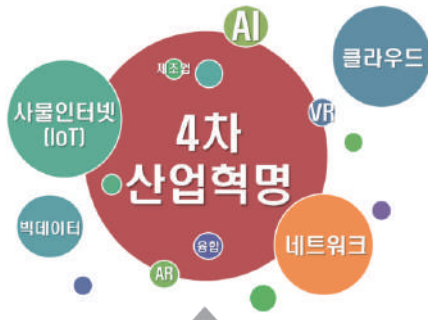 AI
클라우드
제조업
사물인터넷
(IoT)
VR
4차
산업혁명
빅데이터
융합
네트워크
AR